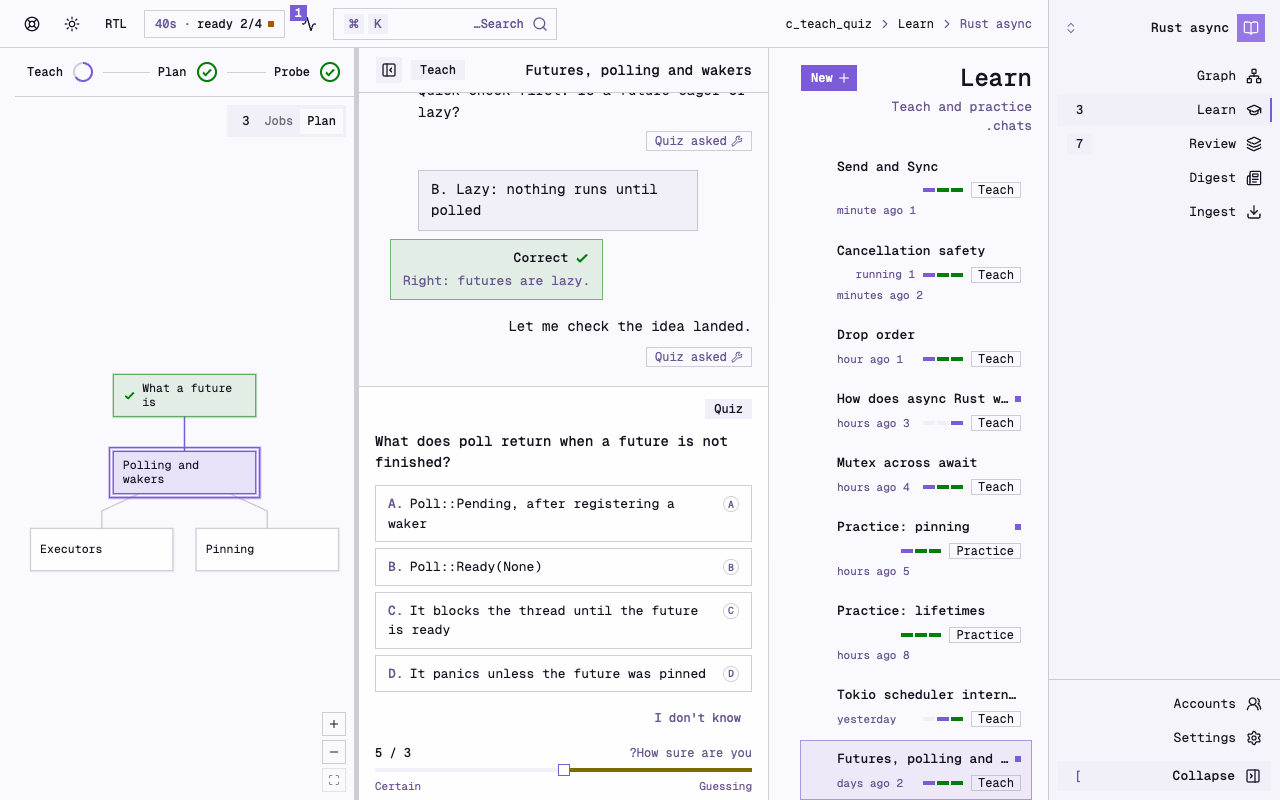 RTL
40s · ready 2/4
1
⌘ K
…Search
c_teach_quiz > Learn > Rust async
Rust async
Graph
Learn
3
Review
7
Digest
Ingest
Accounts
Settings
Collapse
[
Learn
New +
Teach and practice
.chats
Send and Sync
Teach
minute ago 1
Cancellation safety
Teach
running 1
minutes ago 2
Drop order
Teach
hour ago 1
How does async Rust w…
Teach
hours ago 3
Mutex across await
Teach
hours ago 4
Practice: pinning
Practice
hours ago 5
Practice: lifetimes
Practice
hours ago 8
Tokio scheduler intern…
Teach
yesterday
Futures, polling and …
Teach
days ago 2
Teach
Futures, polling and wakers
Quick check first: is a future eager or
lazy?
Quiz asked
B. Lazy: nothing runs until
polled
Correct
Right: futures are lazy.
Let me check the idea landed.
Quiz asked
Quiz
What does poll return when a future is not
finished?
A. Poll::Pending, after registering a
waker
A
B. Poll::Ready(None)
B
C. It blocks the thread until the future
is ready
C
D. It panics unless the future was pinned
D
I don't know
5 / 3
?How sure are you
Certain
Guessing
Teach
Plan
Probe
3 Jobs
Plan
What a future
is
Polling and
wakers
Executors
Pinning